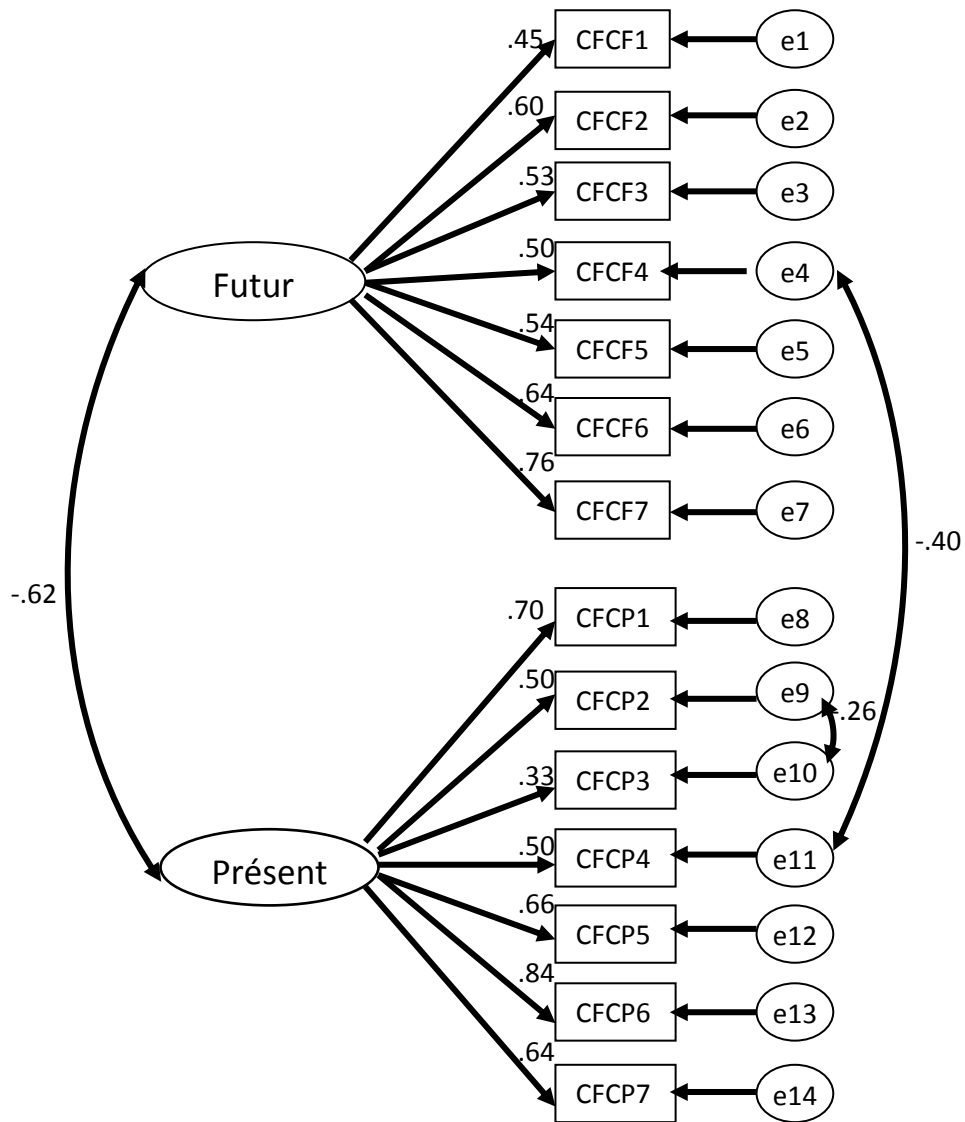 .45 CFCF1 e1
.60 CFCF2 e2
.53 CFCF3 e3
.50 CFCF4 e4
Futur
.54 CFCF5 e5
.64 CFCF6 e6
.76 CFCF7 e7
-.40
-.62
.70 CFCP1 e8
.50 CFCP2 e9
-.26
.33 CFCP3 e10
.50 CFCP4 e11
Présent
.66 CFCP5 e12
.84 CFCP6 e13
.64 CFCP7 e14